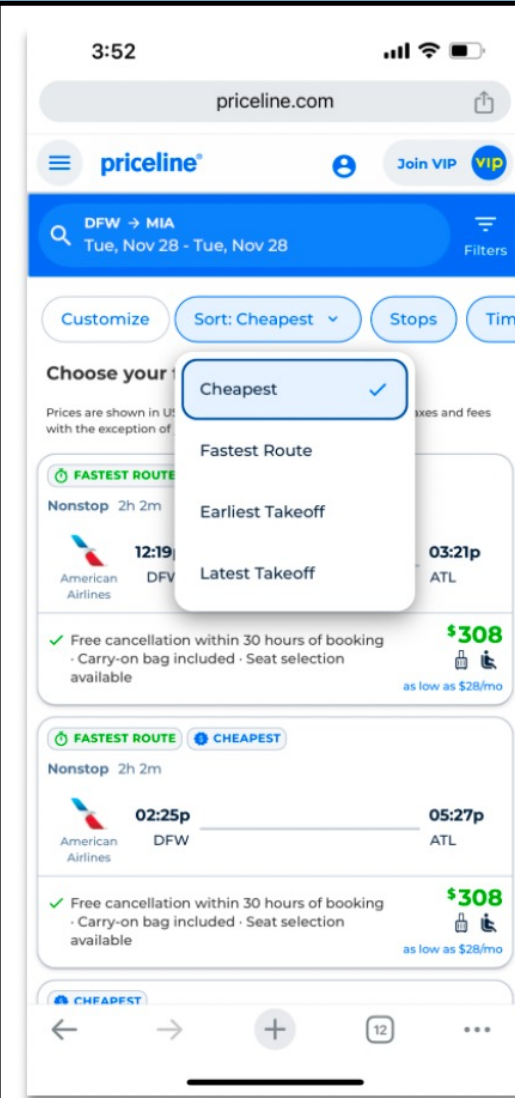 3:52
priceline.com
priceline®
Join VIP
VIP
DFW → MIA
Tue, Nov 28 - Tue, Nov 28
Filters
Customize
Sort: Cheapest
Stops
Tim
Choose your
Cheapest
Fastest Route
Earliest Takeoff
Latest Takeoff
Prices are shown in US
axes and fees
with the exception of
FASTEST ROUTE
Nonstop 2h 2m
12:19
03:21p
American
Airlines
DFW
ATL
Free cancellation within 30 hours of booking
· Carry-on bag included · Seat selection
available
$308
as low as $28/mo
FASTEST ROUTE
CHEAPEST
Nonstop 2h 2m
02:25p
05:27p
American
Airlines
DFW
ATL
Free cancellation within 30 hours of booking
· Carry-on bag included · Seat selection
available
$308
as low as $28/mo
CHEAPEST
12